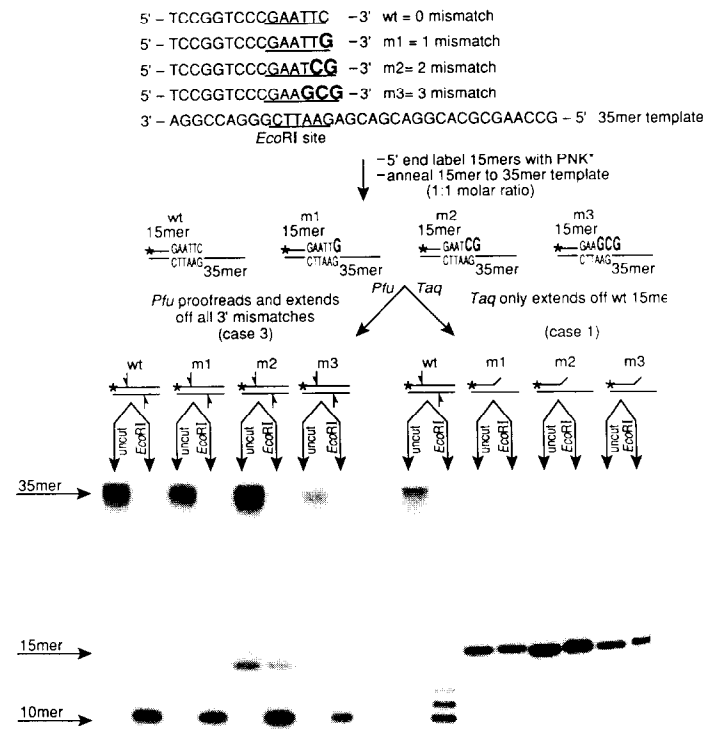 5' – TCCGGTCCCGAATTC –3' wt = 0 mismatch
5' – TCCGGTCCCGAATTG –3' m1 = 1 mismatch
5' – TCCGGTCCCGAATCG –3' m2= 2 mismatch
5' – TCCGGTCCCGAAGCG –3' m3= 3 mismatch
3' – AGGCCAGGGCTTAAGAGCAGCAGGCACGCGAACCG – 5' 35mer template
EcoRI site
–5' end label 15mers with PNK*
–anneal 15mer to 35mer template
(1:1 molar ratio)
wt m1 m2 m3
15mer 15mer 15mer 15mer
* GAATTC * GAATTG * GAATCG * GAAGCG
CTTAAG CTTAAG CTTAAG CTTAAG
35mer 35mer 35mer 35mer
Pfu Taq
Pfu proofreads and extends
off all 3' mismatches
(case 3)
Taq only extends off wt 15me
(case 1)
wt m1 m2 m3 wt m1 m2 m3
* * * * * * * *
uncut EcoRI uncut EcoRI uncut EcoRI uncut EcoRI uncut EcoRI uncut EcoRI uncut EcoRI uncut EcoRI
35mer
15mer
10mer